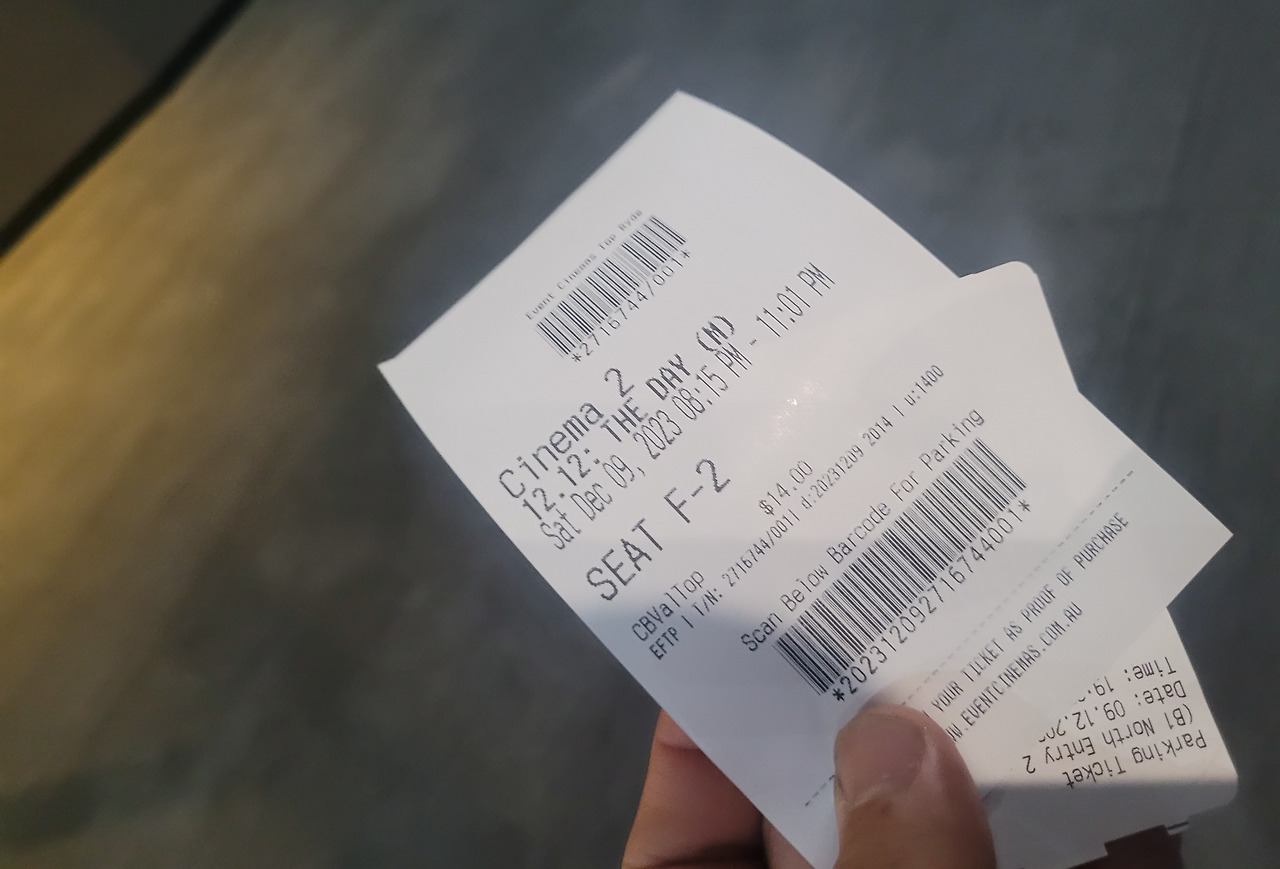 Event Cinemas Top Ryde
*2716744/001*
Cinema 2
12.12: THE DAY (M)
Sat Dec 09, 2023 08:15 PM - 11:01 PM
SEAT F-2
$14.00
CBValTop
EFTP | T/N: 2716744/0011 d:20231209 2014 | u:1400
Scan Below Barcode For Parking
*202312092716744001*
YOUR TICKET AS PROOF OF PURCHASE
.EVENTCINEMAS.COM.AU
Parking Ticket
(B1 North Entry 2
Date: 09.12.20
Time: 19.